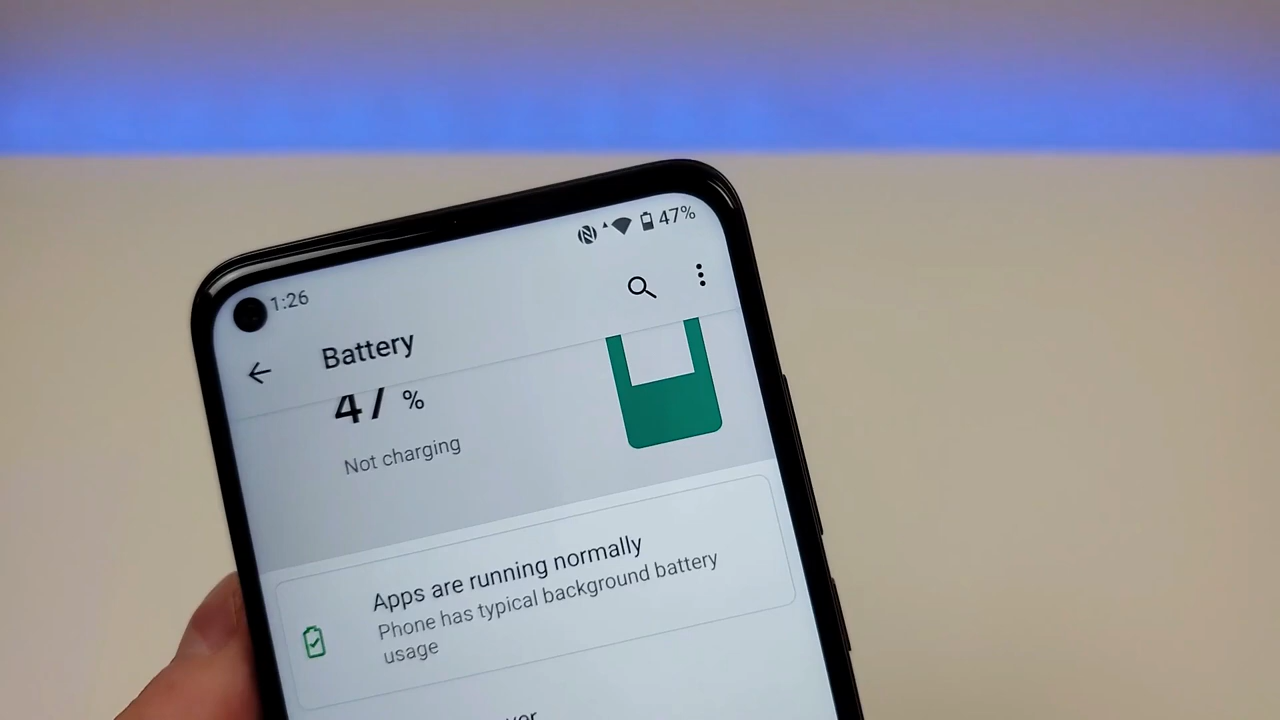 47%
1:26
Battery
47 %
Not charging
Apps are running normally
Phone has typical background battery
usage